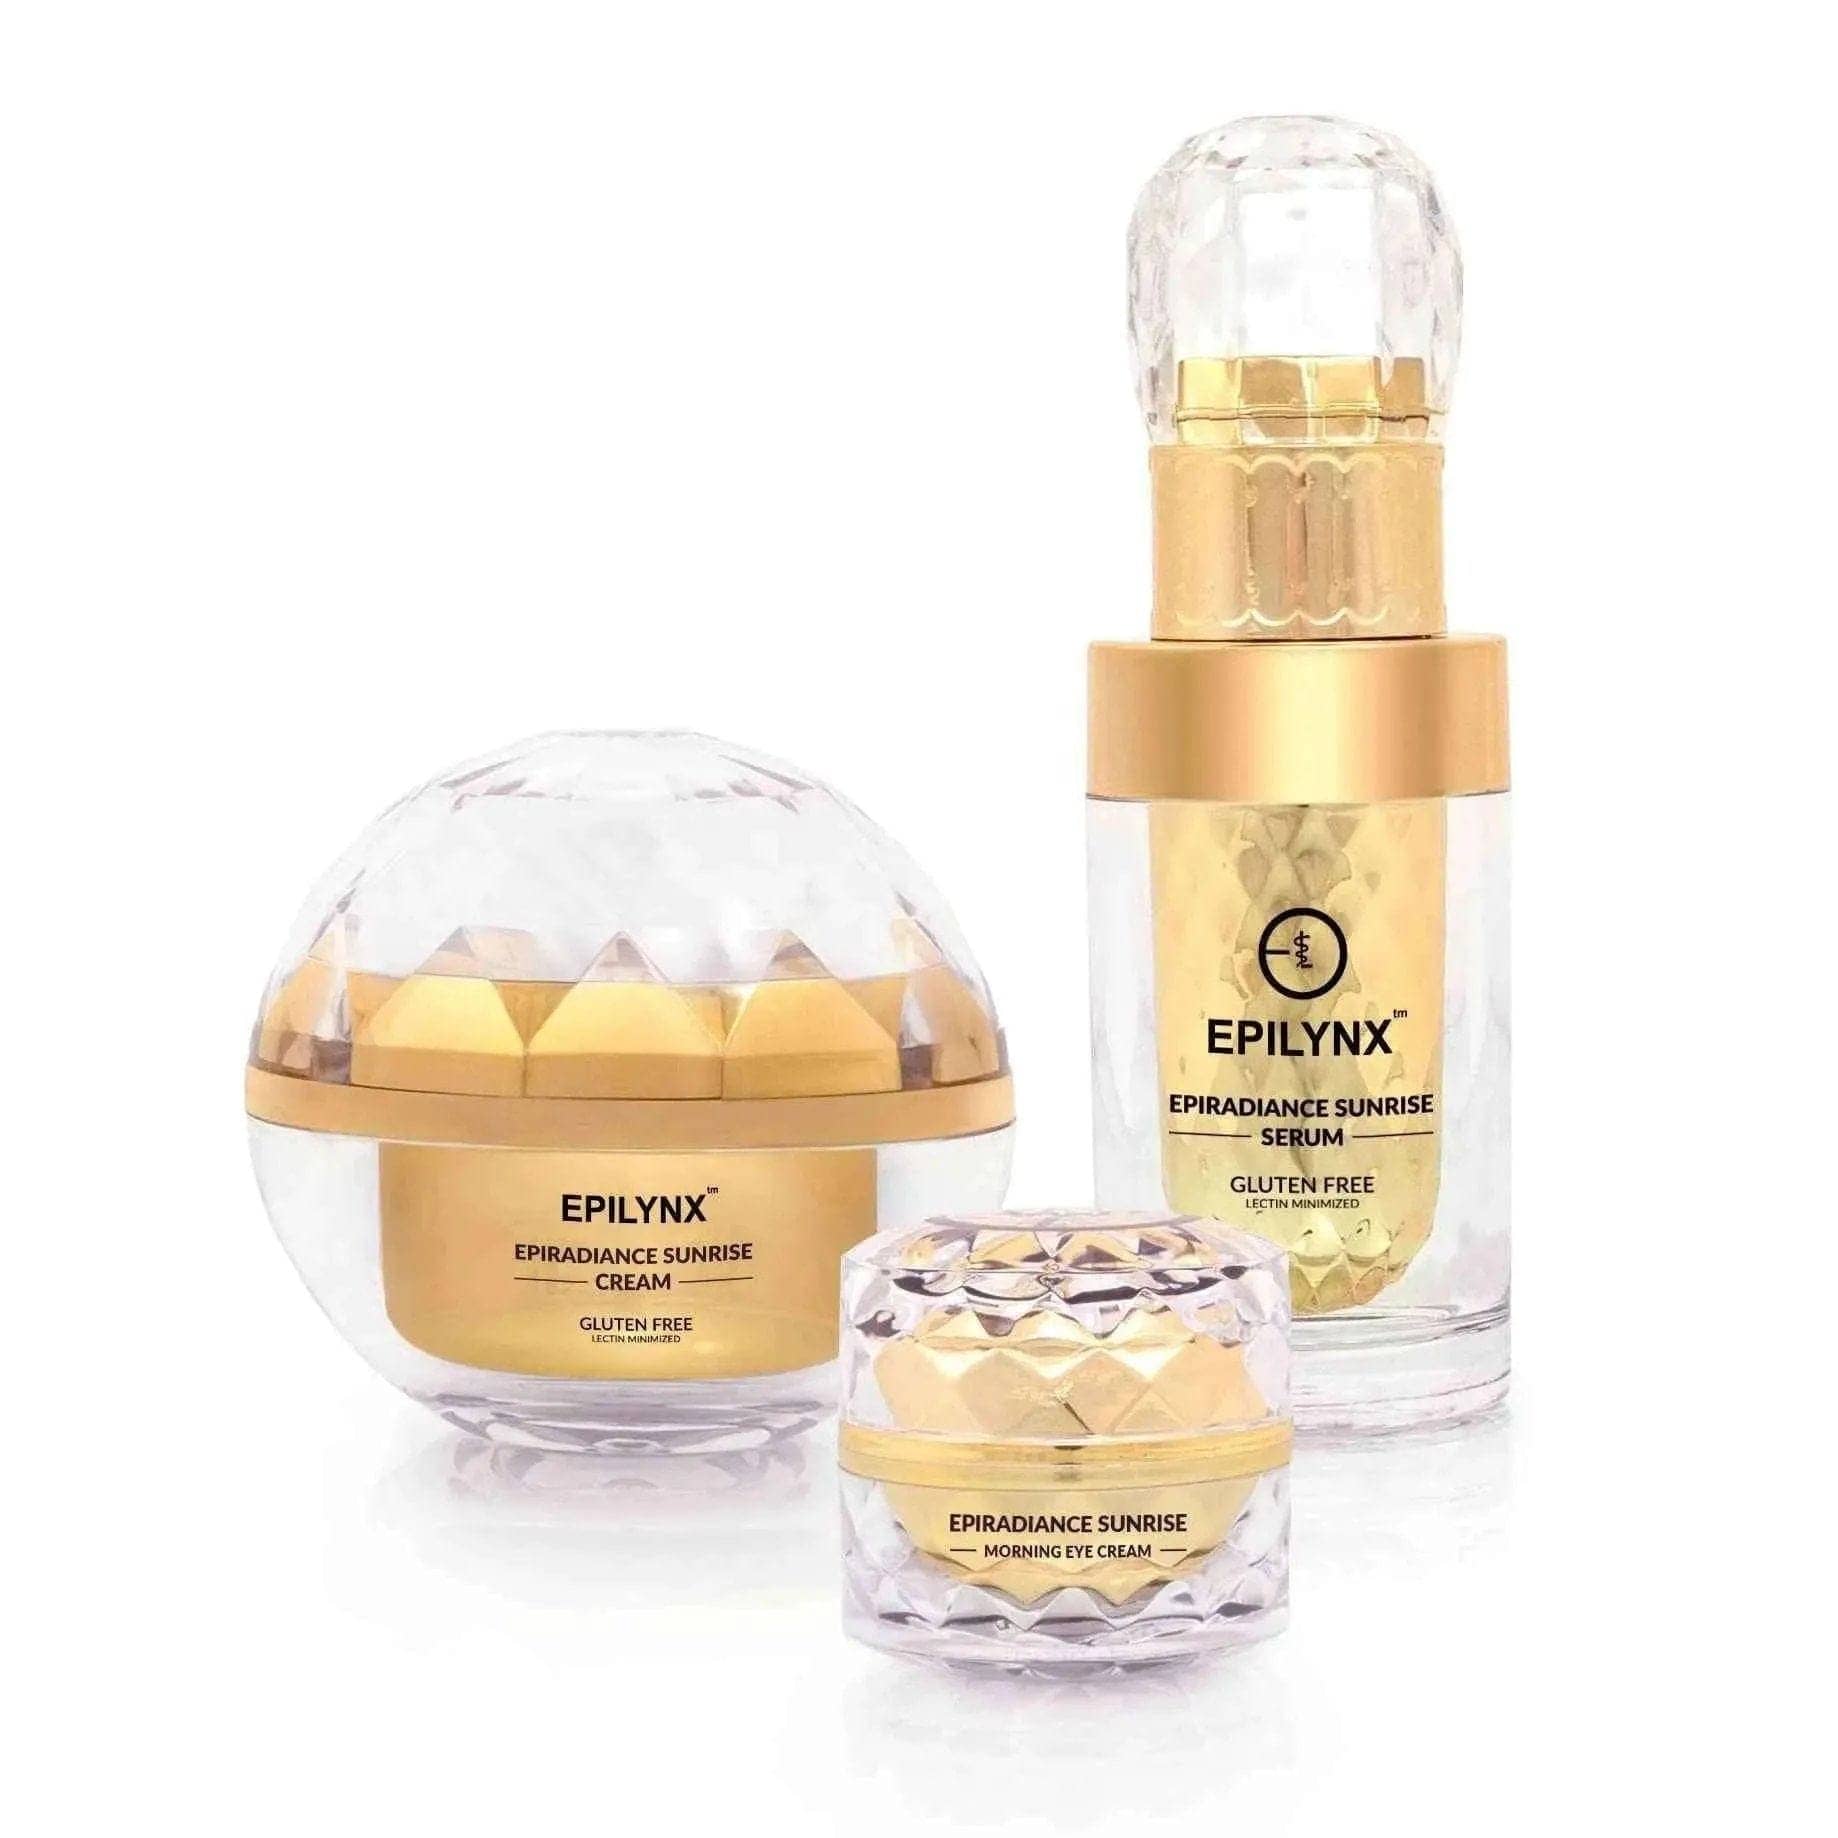 EPILYNX™
EPIRADIANCE SUNRISE
CREAM
GLUTEN FREE
LECTIN MINIMIZED
EPILYNX™
EPIRADIANCE SUNRISE
SERUM
GLUTEN FREE
LECTIN MINIMIZED
EPIRADIANCE SUNRISE
MORNING EYE CREAM